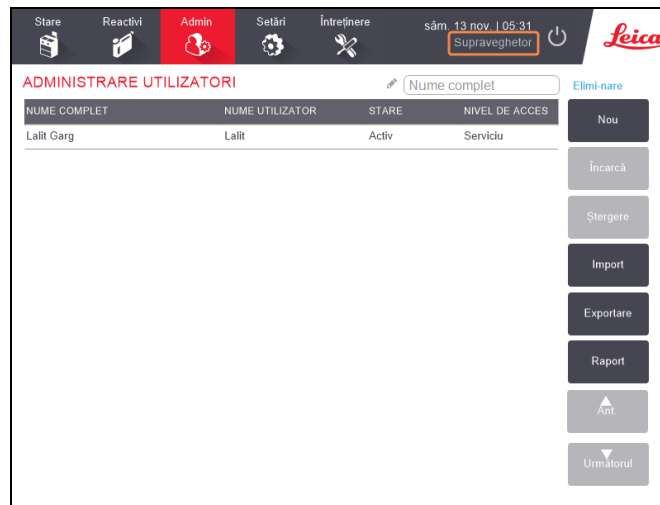 Stare Reactivi Admin Setări Întreținere sâm. 13 nov. | 05:31
Supraveghetor
Leica
ADMINISTRARE UTILIZATORI Nume complet Elimi-nare
NUME COMPLET NUME UTILIZATOR STARE NIVEL DE ACCES
Lalit Garg Lalit Activ Serviciu
Nou
Încarcă
Ștergere
Import
Exportare
Raport
Ant.
Următorul